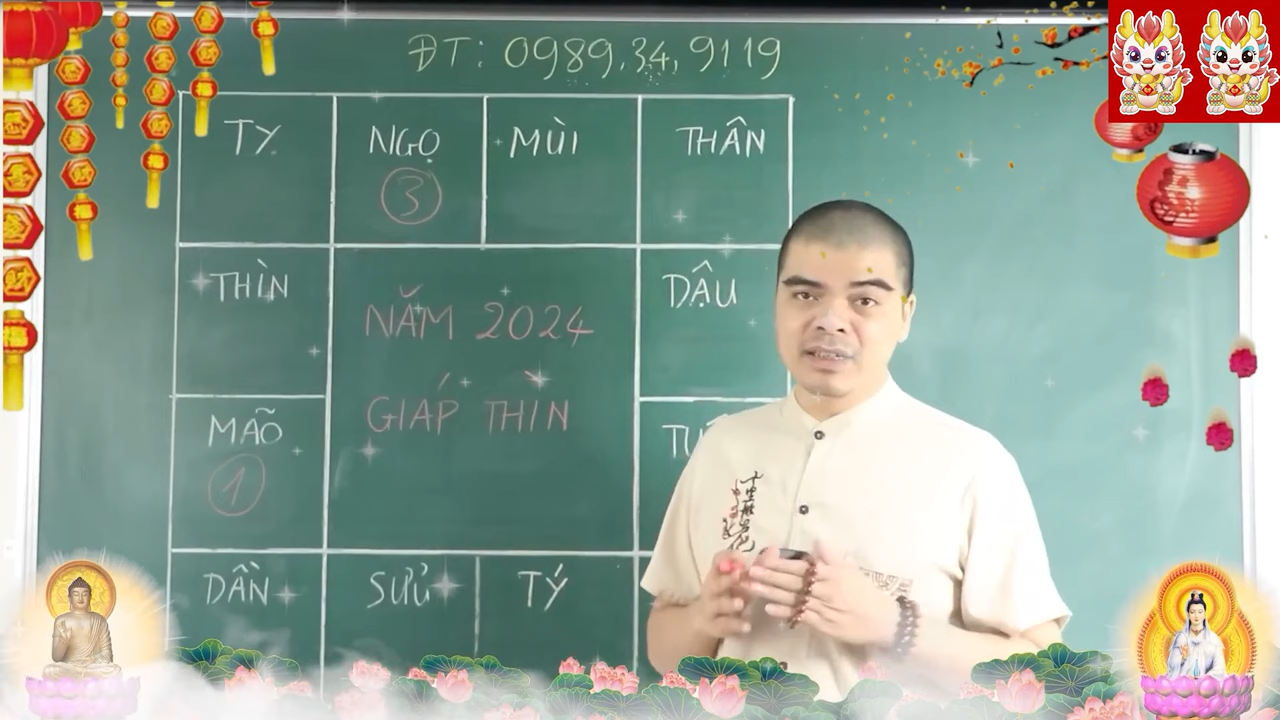 ĐT: 0989.34.9119
TỴ NGỌ MÙI THÂN
3
THÌN DẬU
NĂM 2024
GIÁP THÌN
MÃO
1
DẦN SỬU TÝ